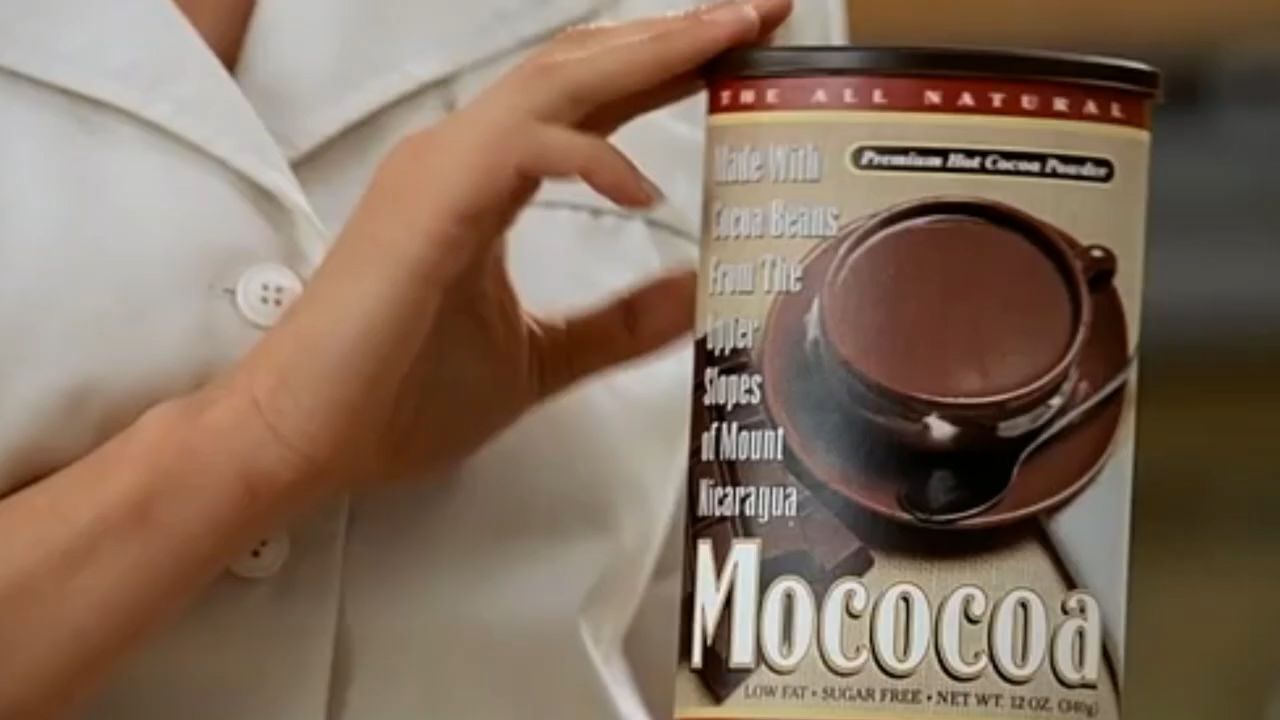 THE ALL NATURAL
Premium Hot Cocoa Powder
Made With
Cocoa Beans
From The
Upper
Slopes
of Mount
Nicaragua
Mococoa
LOW FAT • SUGAR FREE • NET WT. 12 OZ. (340g)